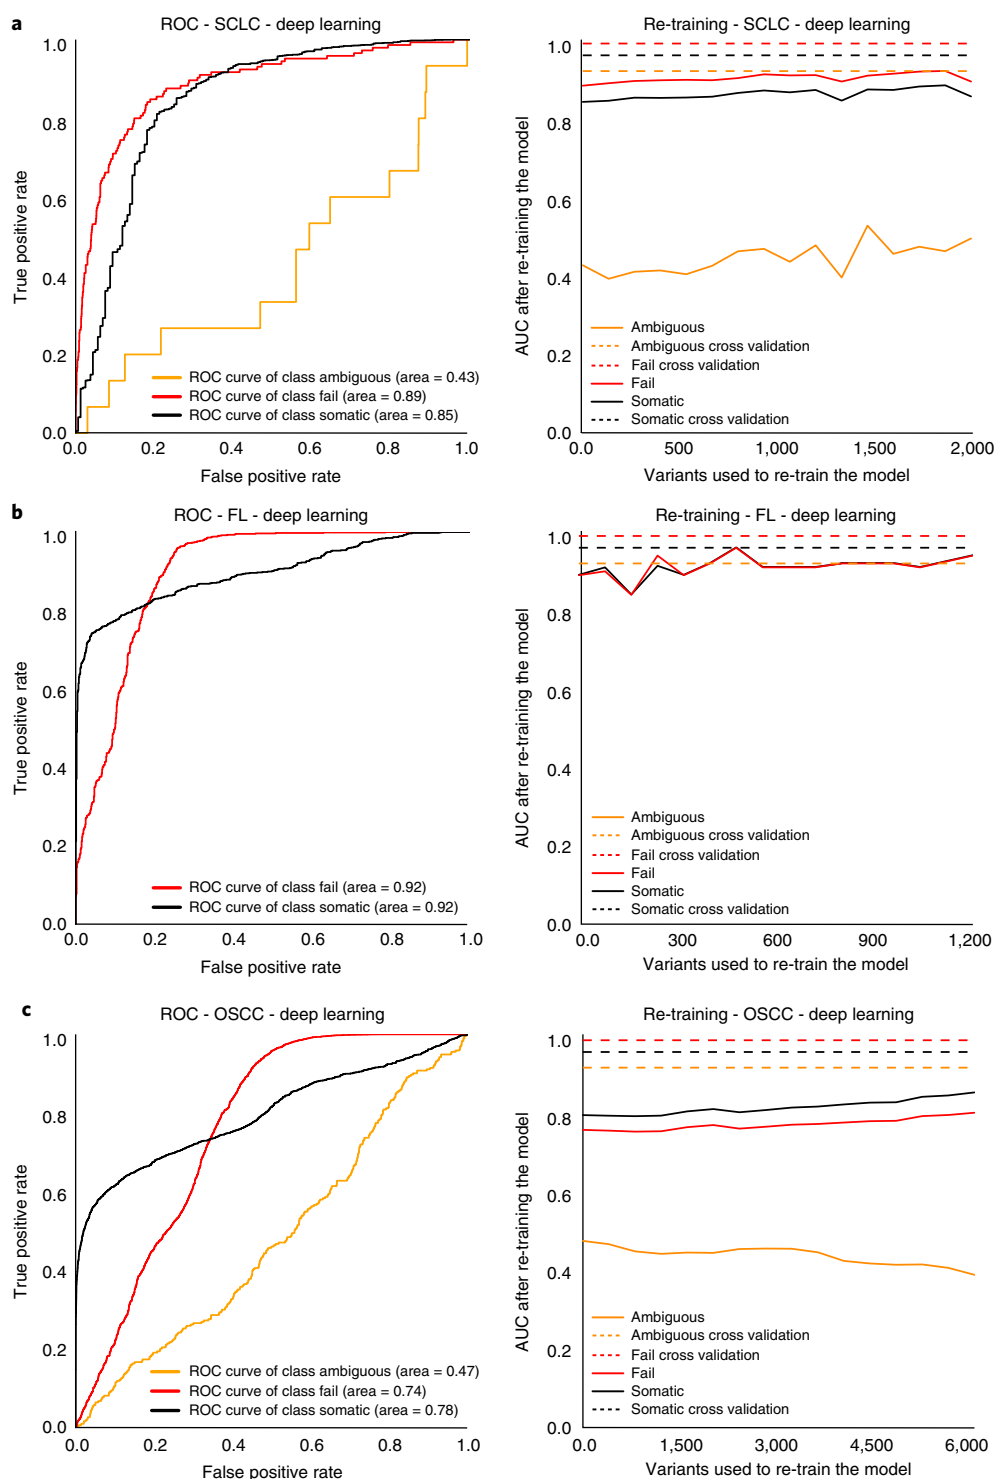 a
ROC - SCLC - deep learning
True positive rate
1.0
0.8
0.6
0.4
0.2
0.0
ROC curve of class ambiguous (area = 0.43)
ROC curve of class fail (area = 0.89)
ROC curve of class somatic (area = 0.85)
0.0 0.2 0.4 0.6 0.8 1.0
False positive rate
Re-training - SCLC - deep learning
AUC after re-training the model
1.0
0.8
0.6
0.4
0.2
0.0
Ambiguous
Ambiguous cross validation
Fail cross validation
Fail
Somatic
Somatic cross validation
0.0 500 1,000 1,500 2,000
Variants used to re-train the model
b
ROC - FL - deep learning
True positive rate
1.0
0.8
0.6
0.4
0.2
0.0
ROC curve of class fail (area = 0.92)
ROC curve of class somatic (area = 0.92)
0.0 0.2 0.4 0.6 0.8 1.0
False positive rate
Re-training - FL - deep learning
AUC after re-training the model
1.0
0.8
0.6
0.4
0.2
0.0
Ambiguous
Ambiguous cross validation
Fail cross validation
Fail
Somatic
Somatic cross validation
0.0 300 600 900 1,200
Variants used to re-train the model
c
ROC - OSCC - deep learning
True positive rate
1.0
0.8
0.6
0.4
0.2
0.0
ROC curve of class ambiguous (area = 0.47)
ROC curve of class fail (area = 0.74)
ROC curve of class somatic (area = 0.78)
0.0 0.2 0.4 0.6 0.8 1.0
False positive rate
Re-training - OSCC - deep learning
AUC after re-training the model
1.0
0.8
0.6
0.4
0.2
0.0
Ambiguous
Ambiguous cross validation
Fail cross validation
Fail
Somatic
Somatic cross validation
0.0 1,500 3,000 4,500 6,000
Variants used to re-train the model